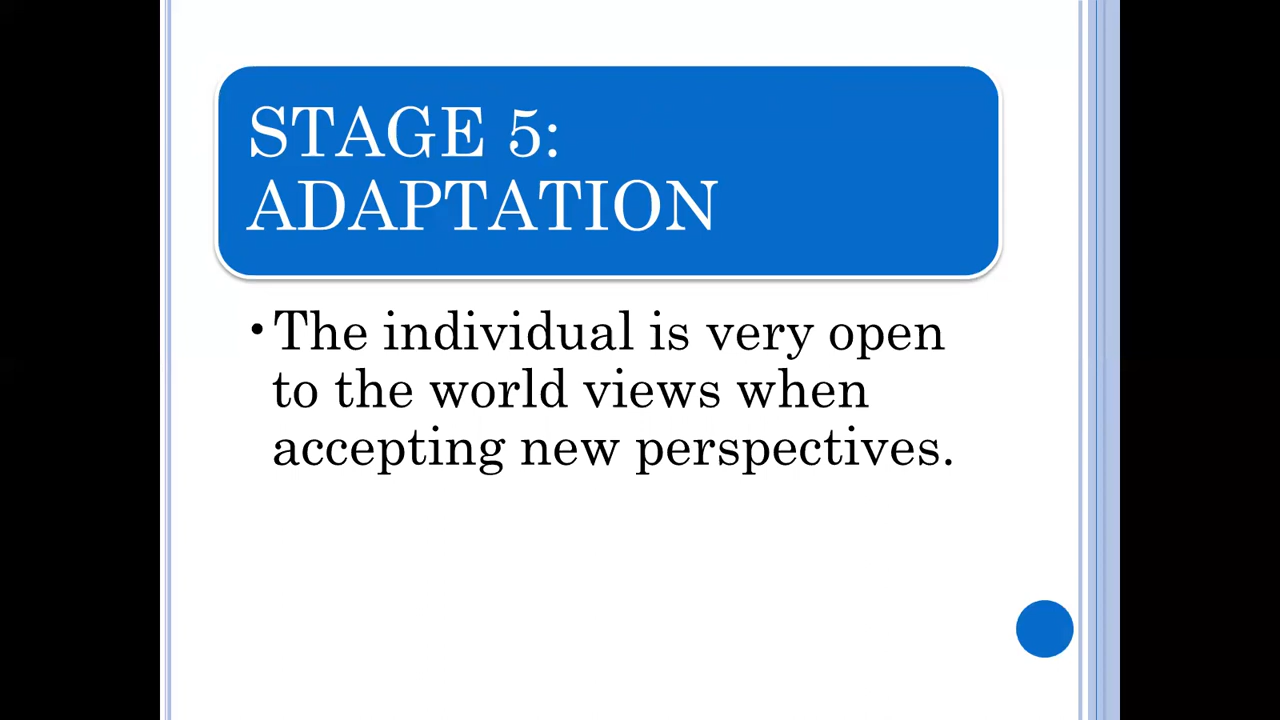 STAGE 5:
ADAPTATION
• The individual is very open
to the world views when
accepting new perspectives.